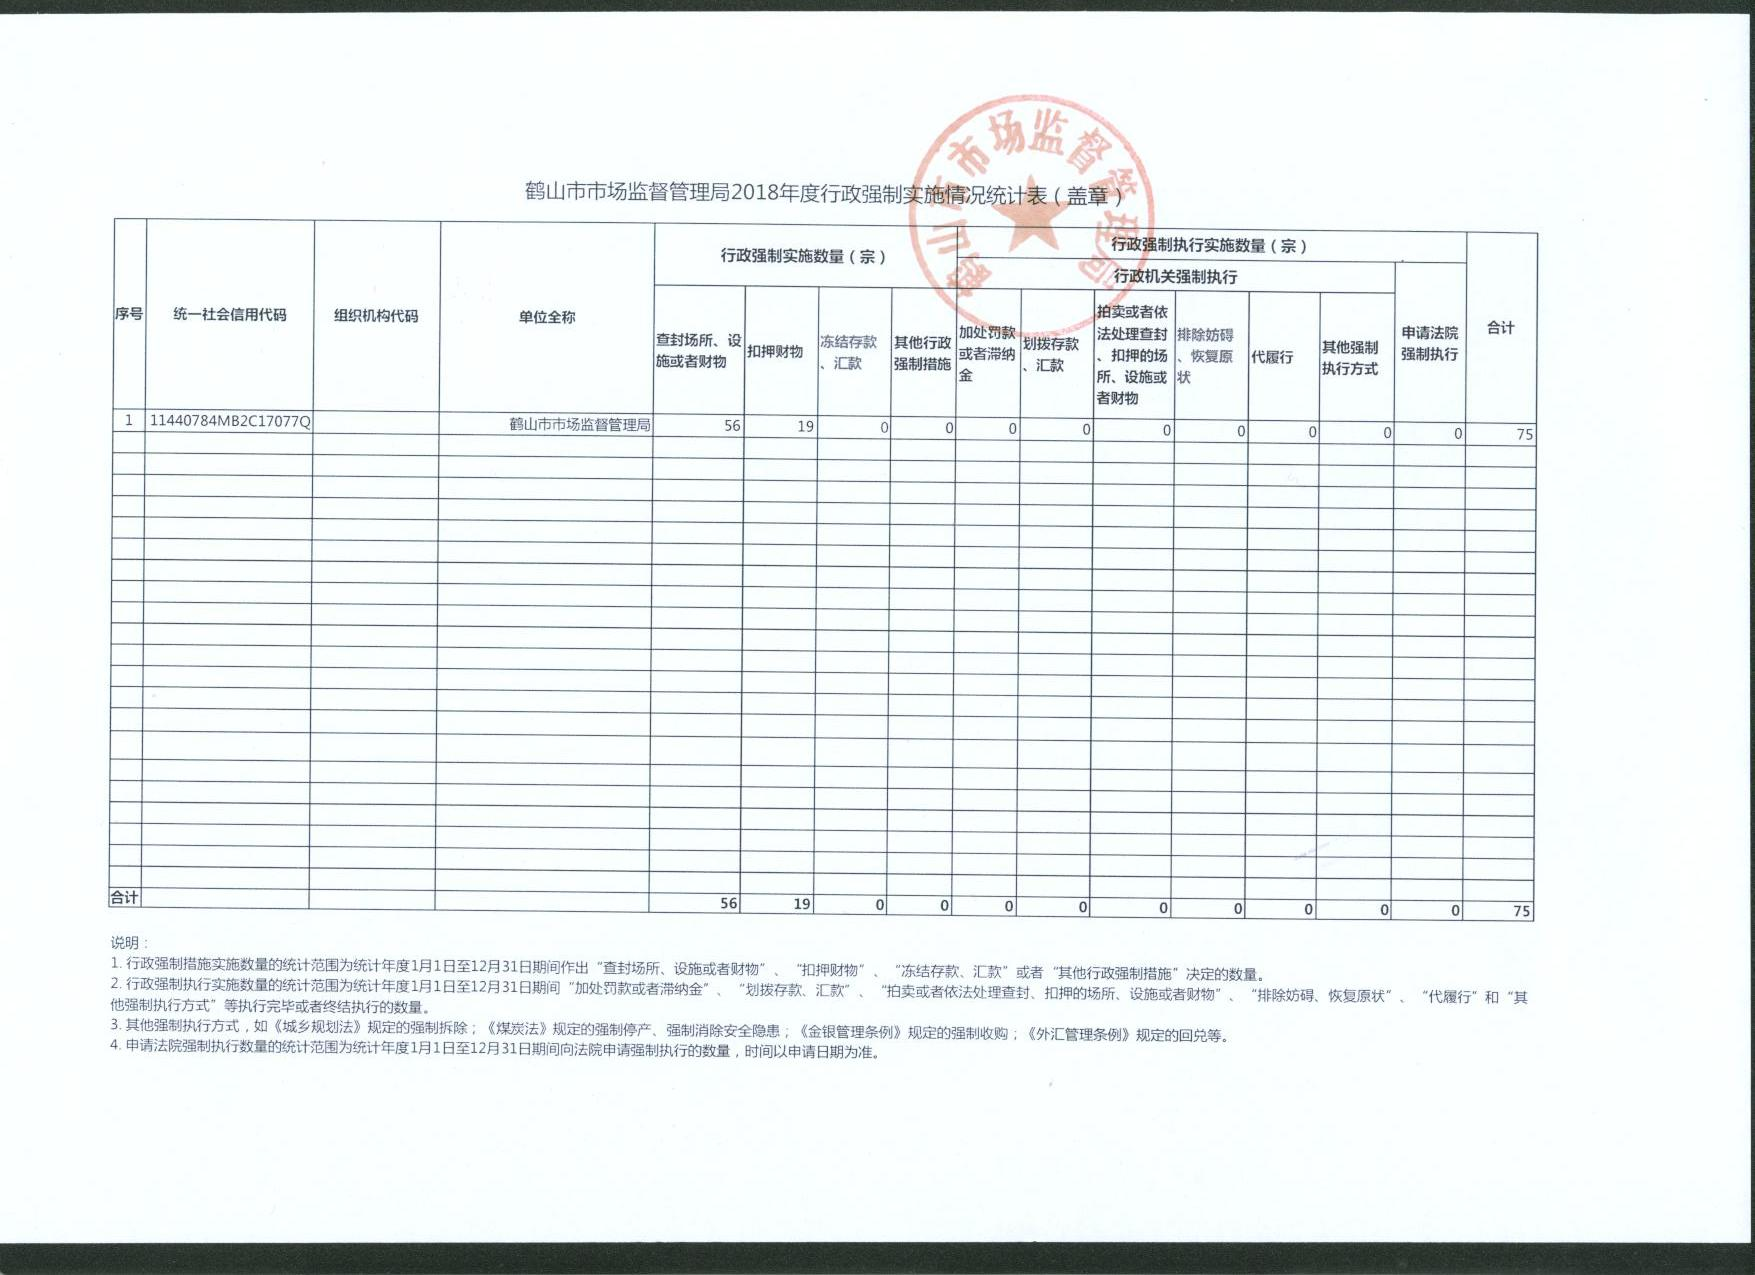 鹤山市市场监督管理局
鹤山市市场监督管理局2018年度行政强制实施情况统计表（盖章）
序号
统一社会信用代码
组织机构代码
单位全称
行政强制实施数量（宗）
行政强制执行实施数量（宗）
合计
行政机关强制执行
查封场所、设
施或者财物
扣押财物
冻结存款
、汇款
其他行政
强制措施
加处罚款
或者滞纳
金
划拨存款
、汇款
拍卖或者依
法处理查封
、扣押的场
所、设施或
者财物
排除妨碍
、恢复原
状
代履行
其他强制
执行方式
申请法院
强制执行
1 11440784MB2C17077Q 鹤山市市场监督管理局 56 19 0 0 0 0 0 0 0 0 0 75
合计 56 19 0 0 0 0 0 0 0 0 0 75
说明：
1. 行政强制措施实施数量的统计范围为统计年度1月1日至12月31日期间作出“查封场所、设施或者财物”、“扣押财物”、“冻结存款、汇款”或者“其他行政强制措施”决定的数量。
2. 行政强制执行实施数量的统计范围为统计年度1月1日至12月31日期间“加处罚款或者滞纳金”、“划拨存款、汇款”、“拍卖或者依法处理查封、扣押的场所、设施或者财物”、“排除妨碍、恢复原状”、“代履行”和“其
他强制执行方式”等执行完毕或者终结执行的数量。
3. 其他强制执行方式，如《城乡规划法》规定的强制拆除；《煤炭法》规定的强制停产、强制消除安全隐患；《金银管理条例》规定的强制收购；《外汇管理条例》规定的回兑等。
4. 申请法院强制执行数量的统计范围为统计年度1月1日至12月31日期间向法院申请强制执行的数量，时间以申请日期为准。